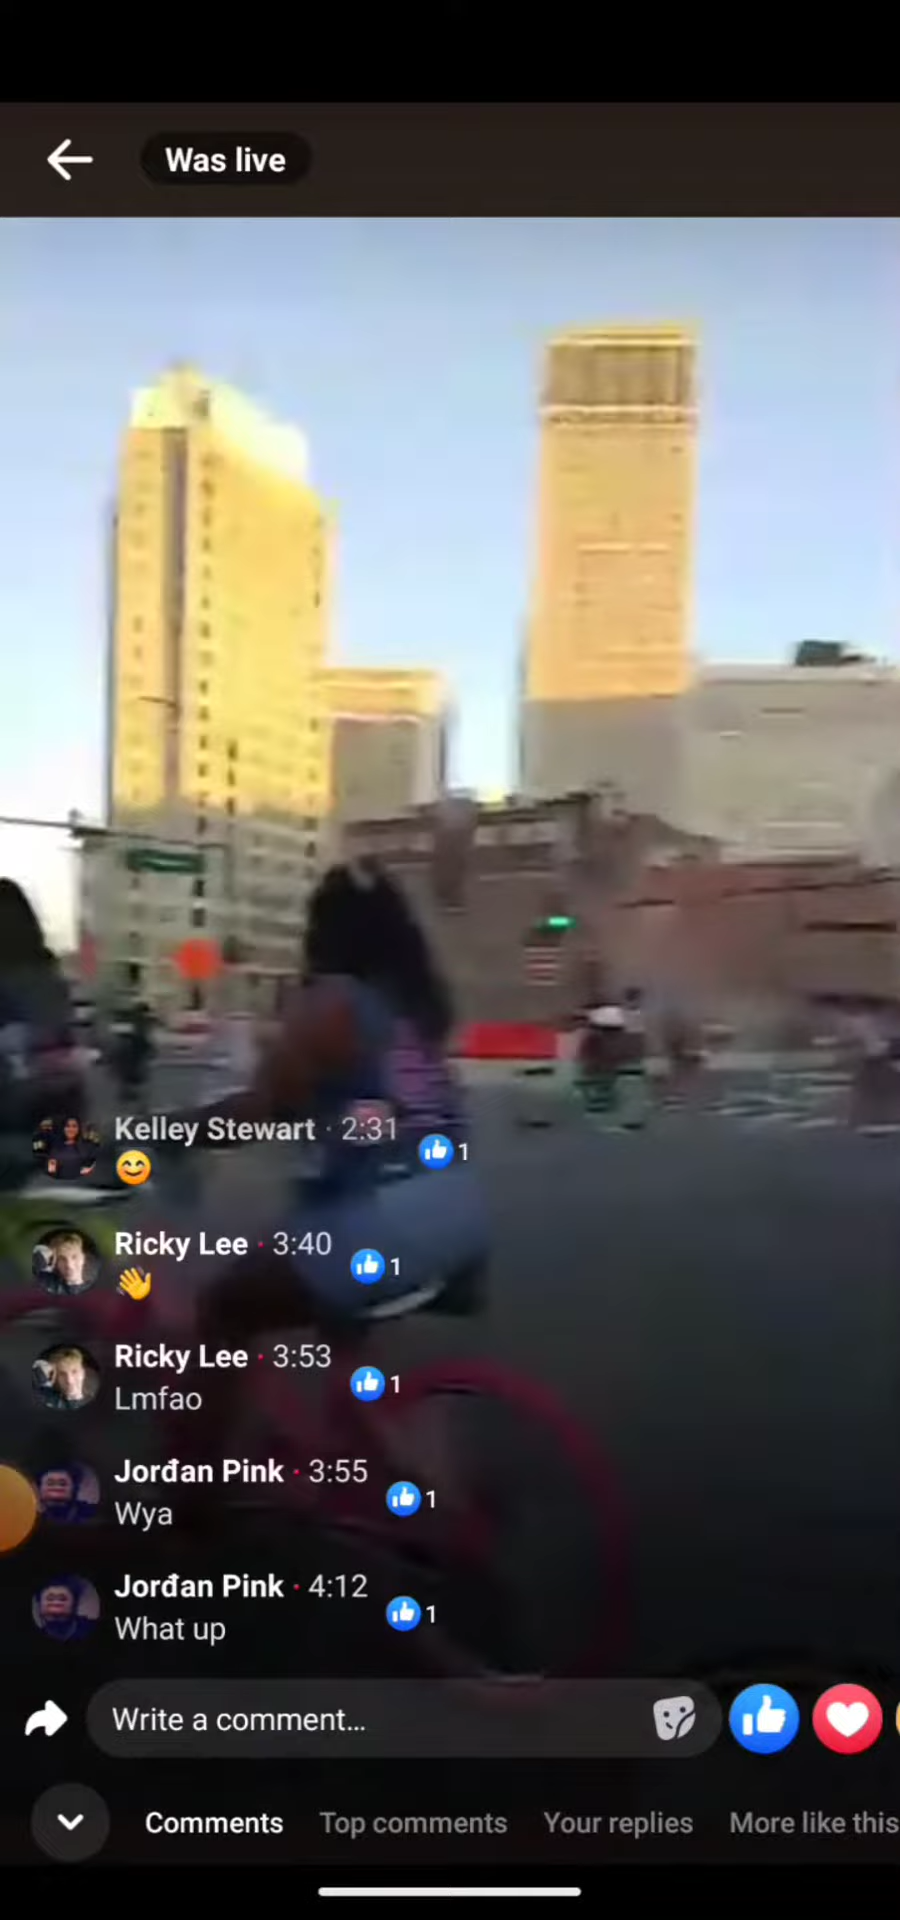 Was live
Kelley Stewart · 2:31
😊
1
Ricky Lee · 3:40
👋
1
Ricky Lee · 3:53
Lmfao
1
Jorđan Pink · 3:55
Wya
1
Jorđan Pink · 4:12
What up
1
Write a comment...
Comments Top comments Your replies More like this